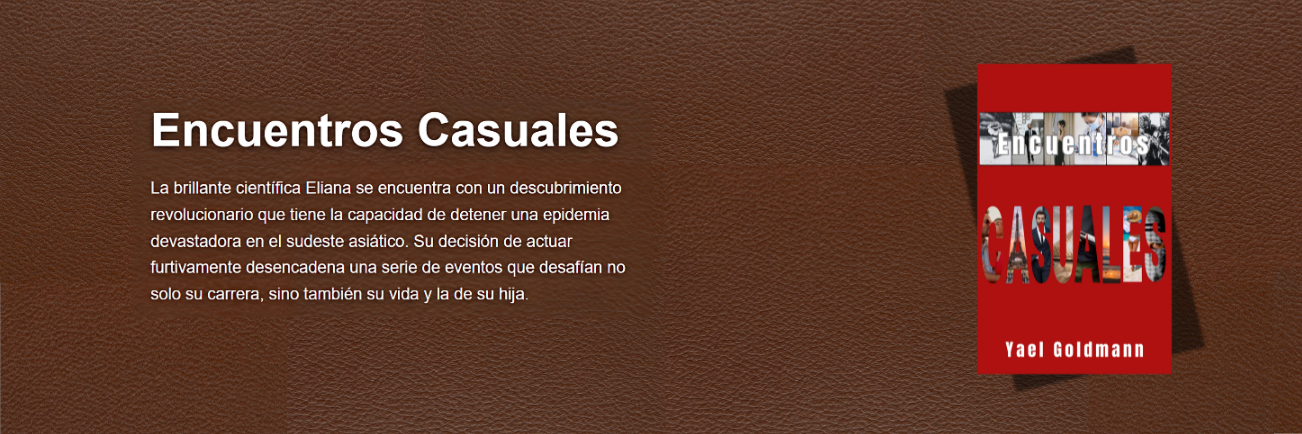 Encuentros Casuales
La brillante científica Eliana se encuentra con un descubrimiento
revolucionario que tiene la capacidad de detener una epidemia
devastadora en el sudeste asiático. Su decisión de actuar
furtivamente desencadena una serie de eventos que desafían no
solo su carrera, sino también su vida y la de su hija.
Encuentros
CASUALES
Yael Goldmann